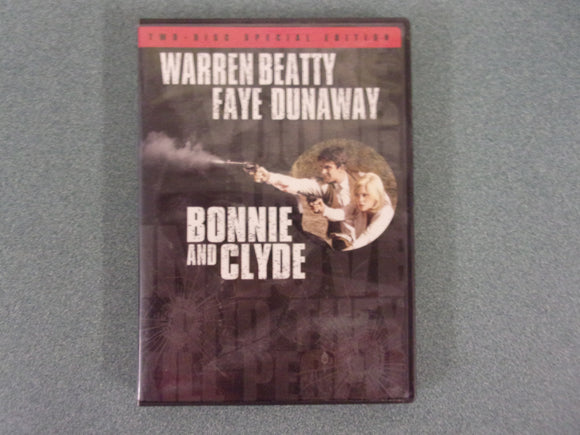 TWO-DISC SPECIAL EDITION
WARREN BEATTY
FAYE DUNAWAY
BONNIE
AND CLYDE